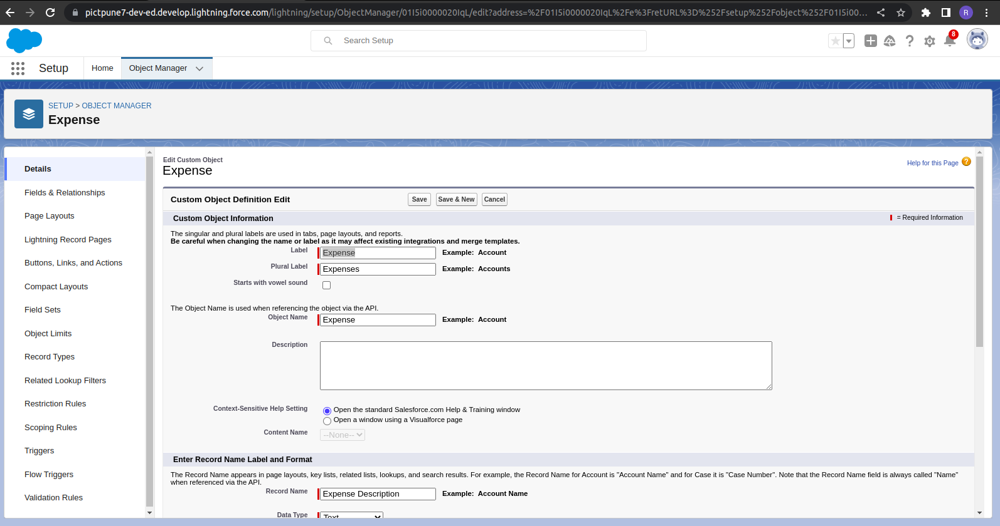 pictpune7-dev-ed.develop.lightning.force.com/lightning/setup/ObjectManager/01I5i0000020IqL/edit?address=%2F01I5i0000020IqL%2Fe%3FretURL%3D%252Fsetup%252Fobject%252F01I5i00...
R
Search Setup
8
Setup
Home
Object Manager
SETUP > OBJECT MANAGER
Expense
Details
Fields & Relationships
Page Layouts
Lightning Record Pages
Buttons, Links, and Actions
Compact Layouts
Field Sets
Object Limits
Record Types
Related Lookup Filters
Restriction Rules
Scoping Rules
Triggers
Flow Triggers
Validation Rules
Edit Custom Object
Expense
Help for this Page
Custom Object Definition Edit
Save
Save & New
Cancel
Custom Object Information
= Required Information
The singular and plural labels are used in tabs, page layouts, and reports.
Be careful when changing the name or label as it may affect existing integrations and merge templates.
Label
Expense
Example: Account
Plural Label
Expenses
Example: Accounts
Starts with vowel sound
The Object Name is used when referencing the object via the API.
Object Name
Expense
Example: Account
Description
Context-Sensitive Help Setting
Open the standard Salesforce.com Help & Training window
Open a window using a Visualforce page
Content Name
--None--
Enter Record Name Label and Format
The Record Name appears in page layouts, key lists, related lists, lookups, and search results. For example, the Record Name for Account is "Account Name" and for Case it is "Case Number". Note that the Record Name field is always called "Name"
when referenced via the API.
Record Name
Expense Description
Example: Account Name
Data Type
Text